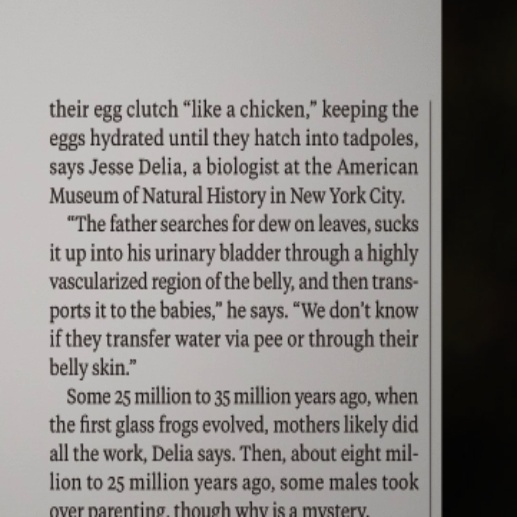 their egg clutch “like a chicken,” keeping the
eggs hydrated until they hatch into tadpoles,
says Jesse Delia, a biologist at the American
Museum of Natural History in New York City.
“The father searches for dew on leaves, sucks
it up into his urinary bladder through a highly
vascularized region of the belly, and then trans-
ports it to the babies,” he says. “We don’t know
if they transfer water via pee or through their
belly skin.”
Some 25 million to 35 million years ago, when
the first glass frogs evolved, mothers likely did
all the work, Delia says. Then, about eight mil-
lion to 25 million years ago, some males took
over parenting, though why is a mystery.